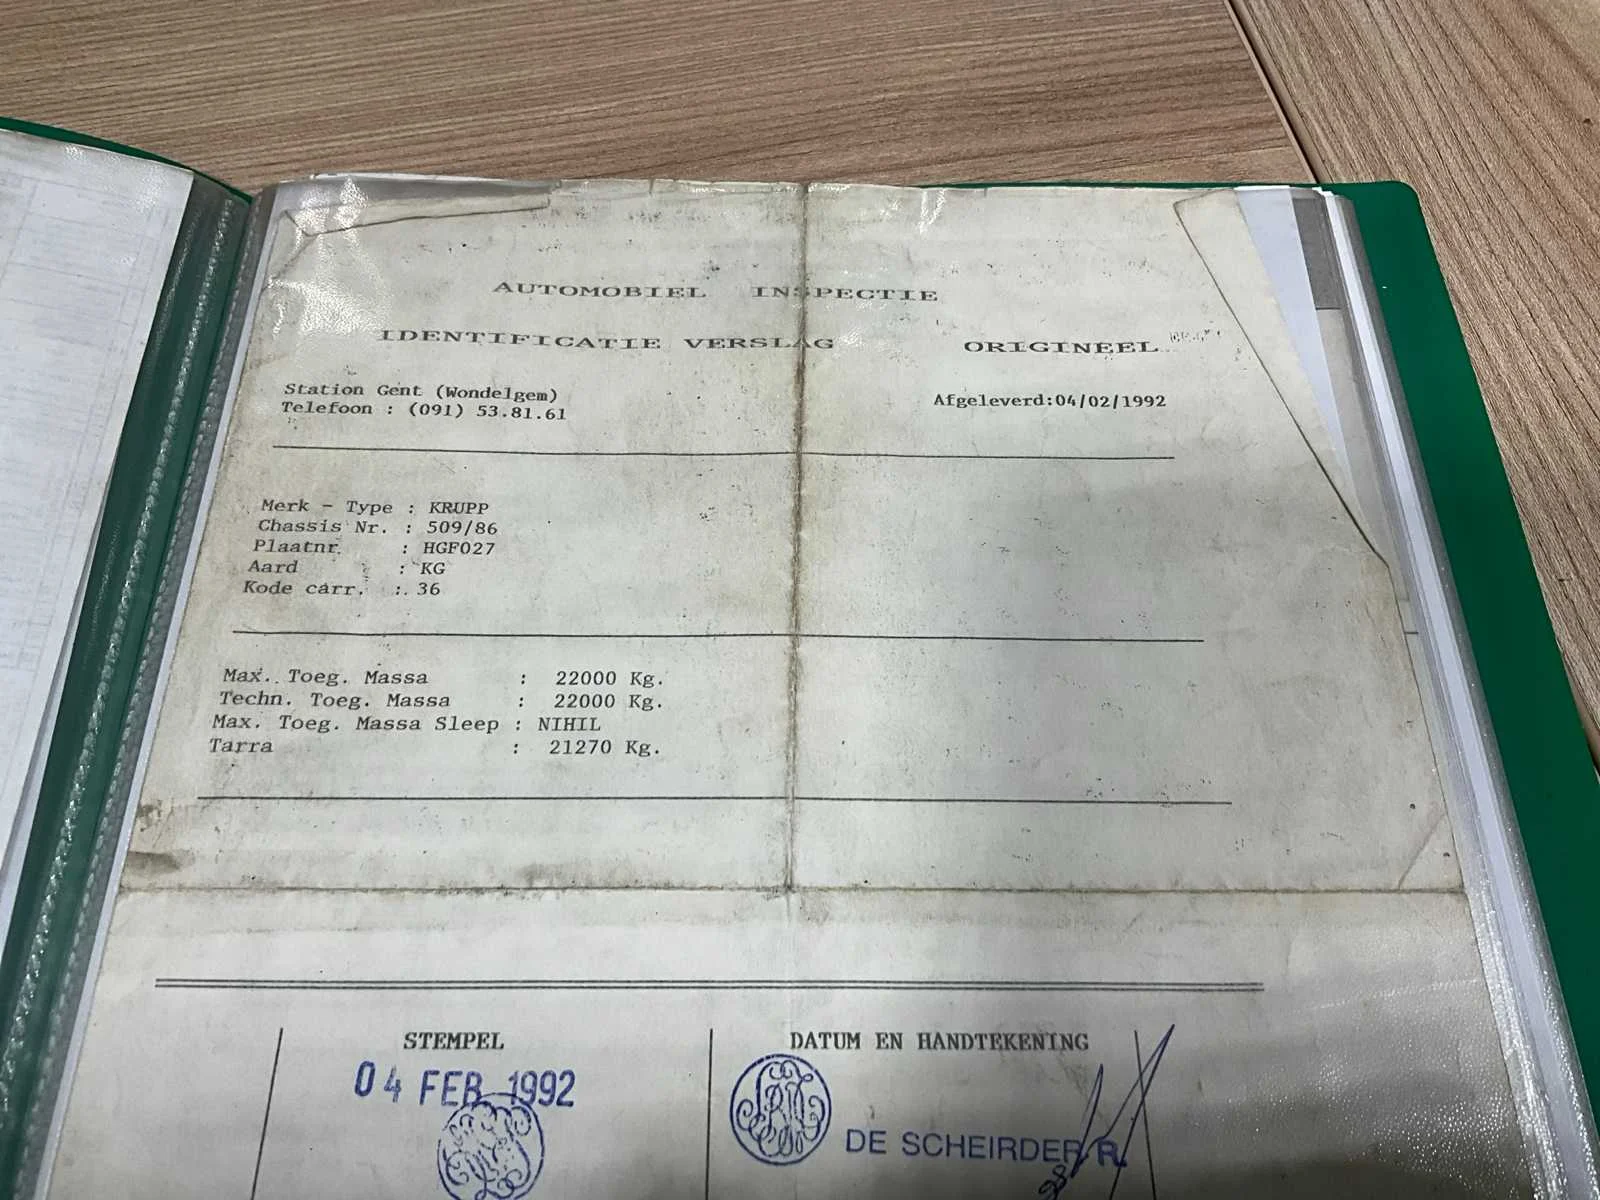 AUTOMOBIEL INSPECTIE
IDENTIFICATIE VERSLAG ORIGINEEL
Station Gent (Wondelgem)
Telefoon : (091) 53.81.61
Afgeleverd:04/02/1992
Merk - Type : KRUPP
Chassis Nr. : 509/86
Plaatnr. : HGF027
Aard : KG
Kode carr. : 36
Max. Toeg. Massa : 22000 Kg.
Techn. Toeg. Massa : 22000 Kg.
Max. Toeg. Massa Sleep : NIHIL
Tarra : 21270 Kg.
STEMPEL
DATUM EN HANDTEKENING
04 FEB 1992
DE SCHEIRDER R.